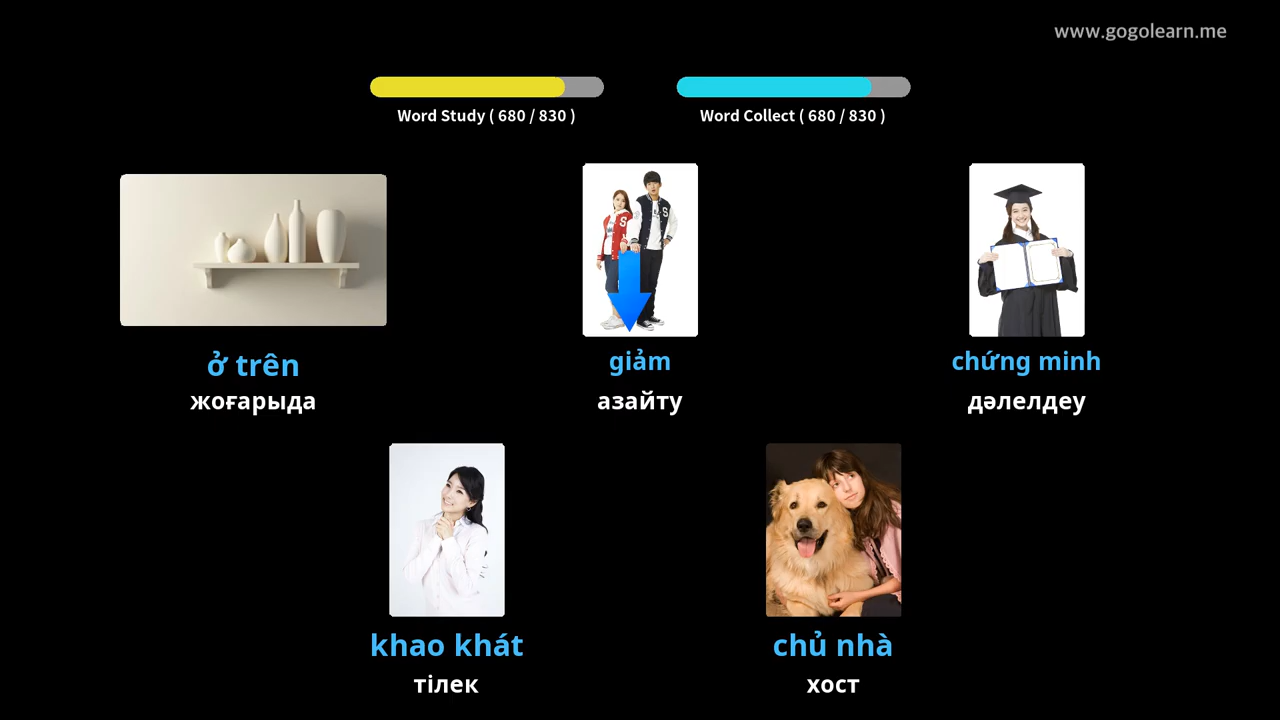 www.gogolearn.me
Word Study ( 680 / 830 )
Word Collect ( 680 / 830 )
S
S
ở trên
giảm
chứng minh
жоғарыда
азайту
дәлелдеу
khao khát
chủ nhà
тілек
хост